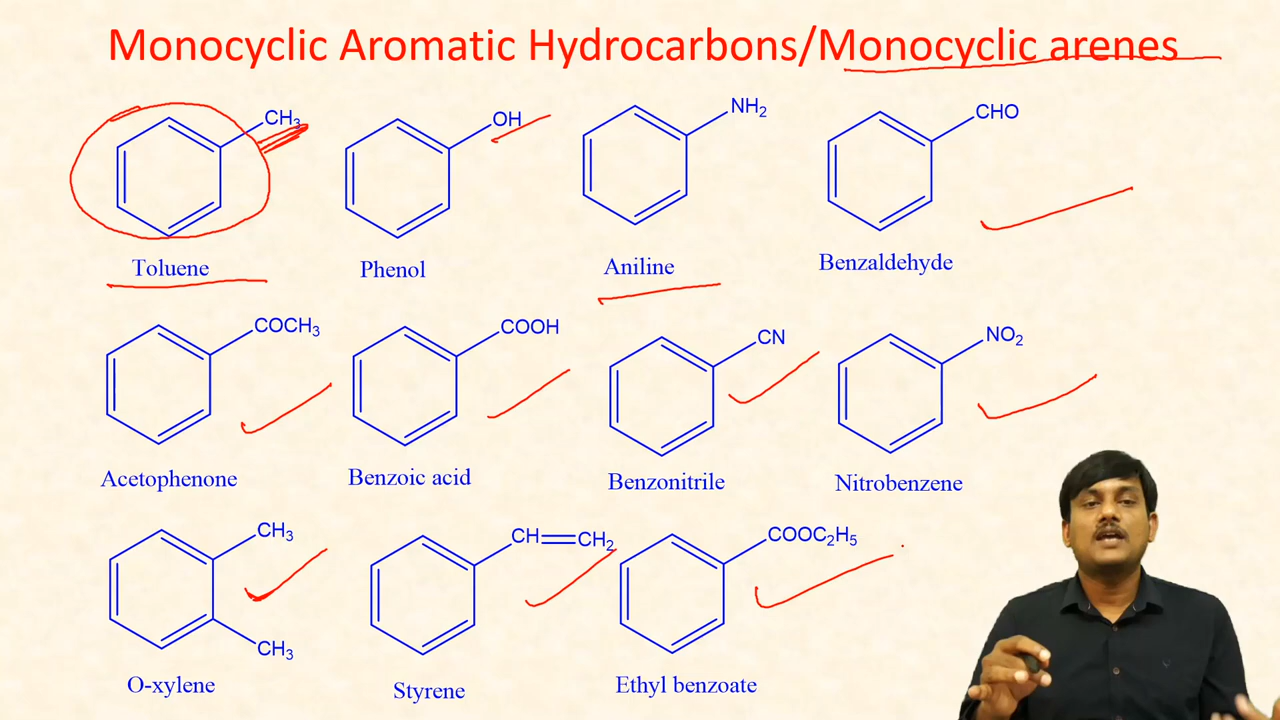 Monocyclic Aromatic Hydrocarbons/Monocyclic arenes
CH3
OH
NH2
CHO
Toluene
Phenol
Aniline
Benzaldehyde
COCH3
COOH
CN
NO2
Acetophenone
Benzoic acid
Benzonitrile
Nitrobenzene
CH3
CH
CH2
COOC2H5
CH3
O-xylene
Styrene
Ethyl benzoate